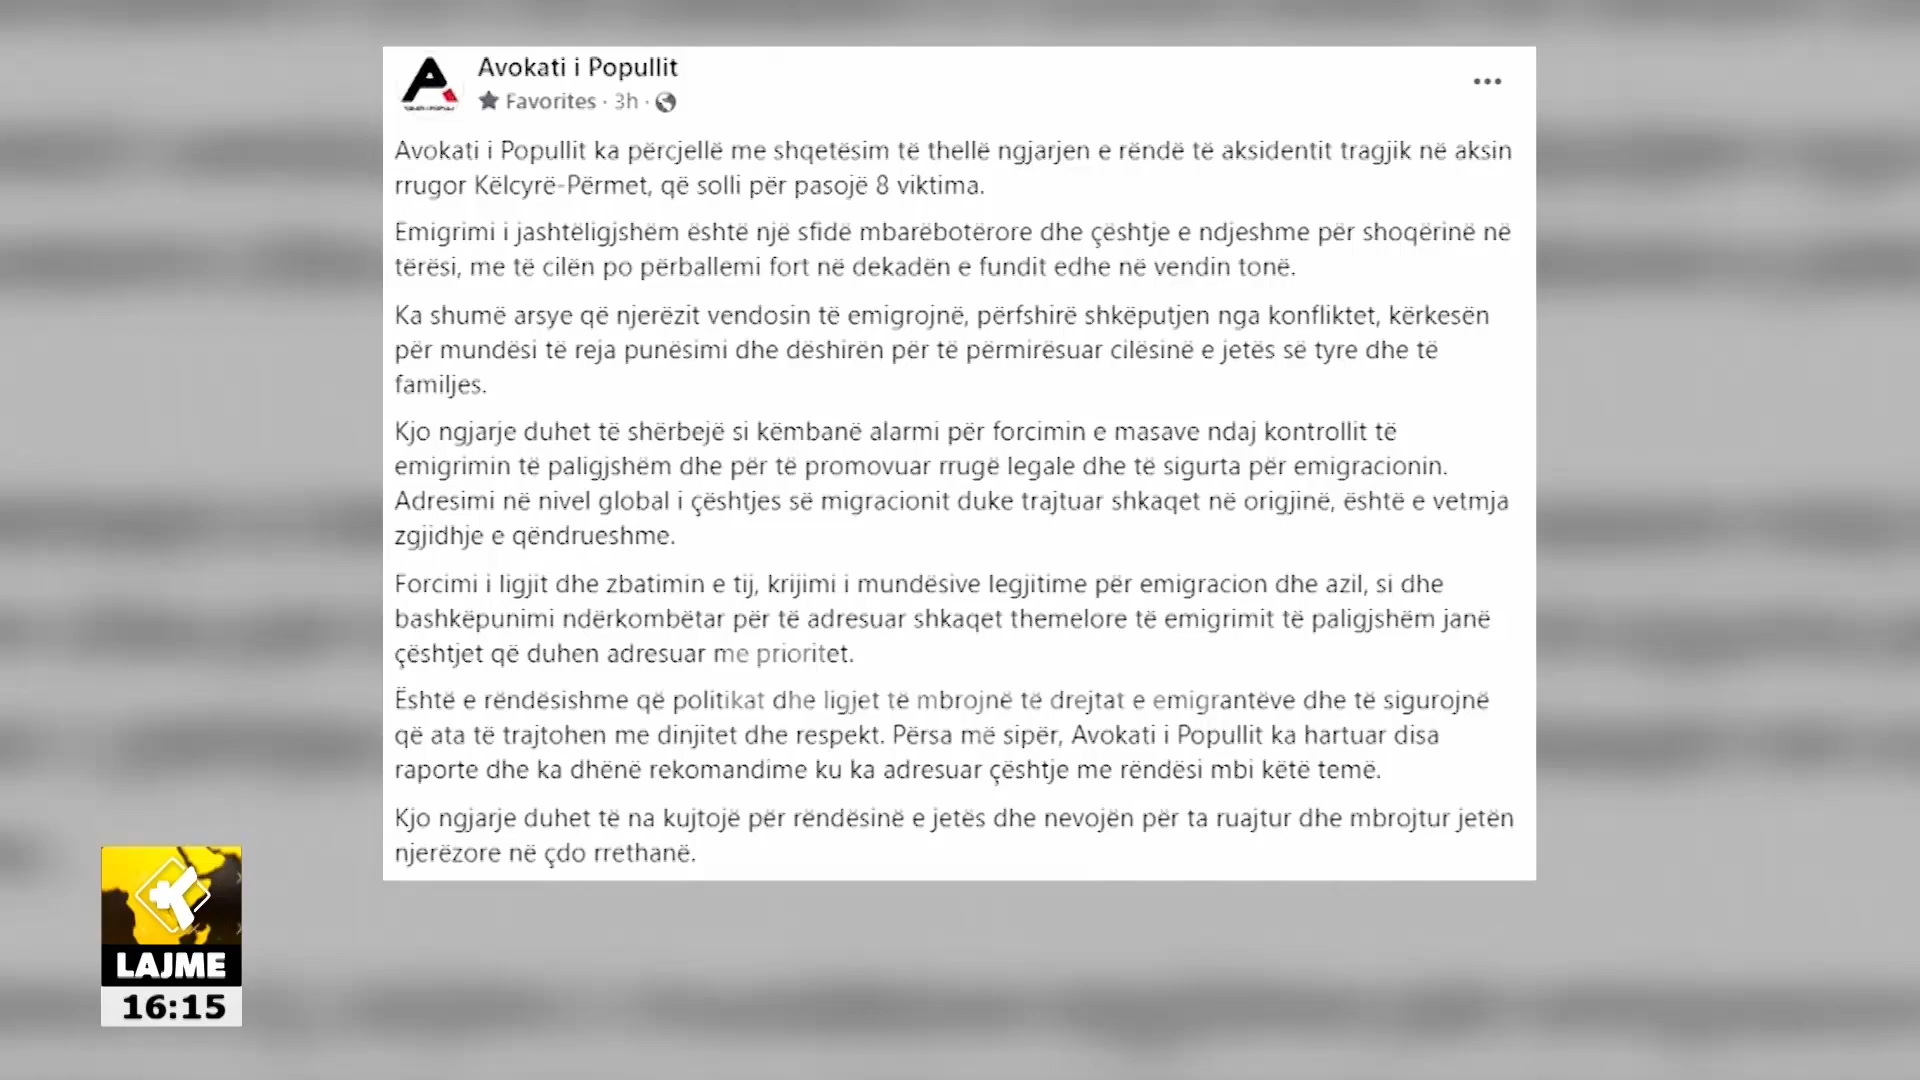 Avokati i Popullit
Favorites · 3h ·
Avokati i Popullit ka përcjellë me shqetësim të thellë ngjarjen e rëndë të aksidentit tragjik në aksin
rrugor Këlcyrë-Përmet, që solli për pasojë 8 viktima.
Emigrimi i jashtëligjshëm është një sfidë mbarëbotërore dhe çështje e ndjeshme për shoqërinë në
tërësi, me të cilën po përballemi fort në dekadën e fundit edhe në vendin tonë.
Ka shumë arsye që njerëzit vendosin të emigrojnë, përfshirë shkëputjen nga konfliktet, kërkesën
për mundësi të reja punësimi dhe dëshirën për të përmirësuar cilësinë e jetës së tyre dhe të
familjes.
Kjo ngjarje duhet të shërbejë si këmbanë alarmi për forcimin e masave ndaj kontrollit të
emigrimin të paligjshëm dhe për të promovuar rrugë legale dhe të sigurta për emigracionin.
Adresimi në nivel global i çështjes së migracionit duke trajtuar shkaqet në origjinë, është e vetmja
zgjidhje e qëndrueshme.
Forcimi i ligjit dhe zbatimin e tij, krijimi i mundësive legjitime për emigracion dhe azil, si dhe
bashkëpunimi ndërkombëtar për të adresuar shkaqet themelore të emigrimit të paligjshëm janë
çështjet që duhen adresuar me prioritet.
Është e rëndësishme që politikat dhe ligjet të mbrojnë të drejtat e emigrantëve dhe të sigurojnë
që ata të trajtohen me dinjitet dhe respekt. Përsa më sipër, Avokati i Popullit ka hartuar disa
raporte dhe ka dhënë rekomandime ku ka adresuar çështje me rëndësi mbi këtë temë.
Kjo ngjarje duhet të na kujtojë për rëndësinë e jetës dhe nevojën për ta ruajtur dhe mbrojtur jetën
njerëzore në çdo rrethanë.
LAJME
16:15